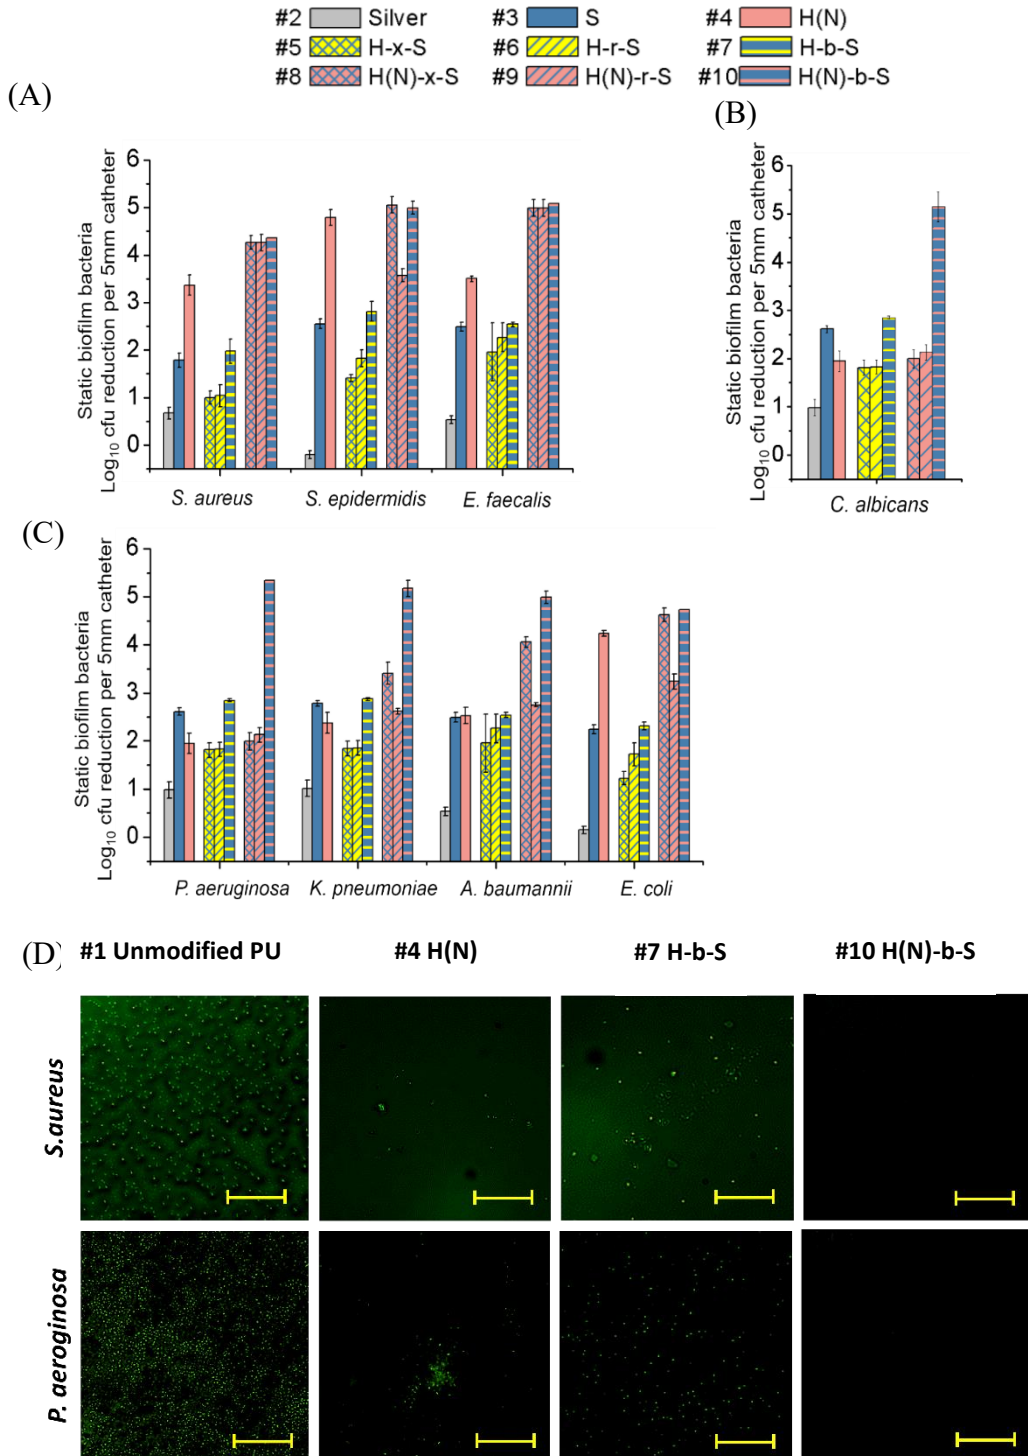 #2 Silver #3 S #4 H(N)
#5 H-x-S #6 H-r-S #7 H-b-S
#8 H(N)-x-S #9 H(N)-r-S #10 H(N)-b-S
(A)
Static biofilm bacteria
Log10 cfu reduction per 5mm catheter
6
5
4
3
2
1
0
S. aureus S. epidermidis E. faecalis
(B)
Static biofilm bacteria
Log10 cfu reduction per 5mm catheter
6
5
4
3
2
1
0
C. albicans
(C)
Static biofilm bacteria
Log10 cfu reduction per 5mm catheter
6
5
4
3
2
1
0
P. aeruginosa K. pneumoniae A. baumannii E. coli
(D)
#1 Unmodified PU #4 H(N) #7 H-b-S #10 H(N)-b-S
S.aureus
P. aeroginosa